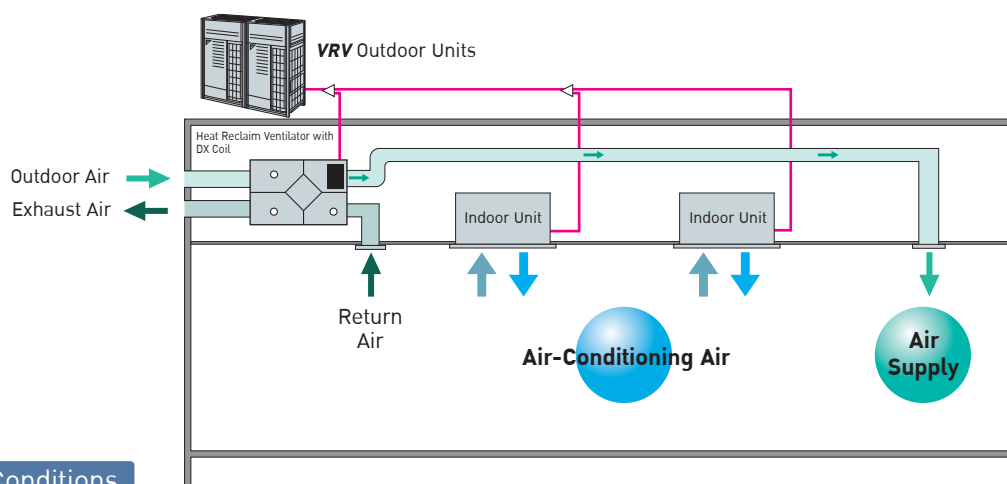 VRV Outdoor Units
Heat Reclaim Ventilator with
DX Coil
Outdoor Air
Exhaust Air
Indoor Unit
Indoor Unit
Return
Air
Air-Conditioning Air
Air
Supply
Conditions